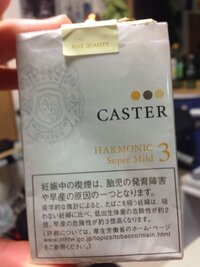 FULL QUALITY
CASTER
CASTER
HARMONIC
Super Mild 3
妊娠中の喫煙は、胎児の発育障害
や早産の原因の一つとなります。
疫学的な推計によると、たばこを吸う妊婦は、吸
わない妊婦に比べ、低出生体重の危険性が約2
倍、早産の危険性が約3倍高くなります。
(詳細については、厚生労働省のホーム・ページ
www.mhlw.go.jp/topics/tobacco/main.html
をご参照ください。)